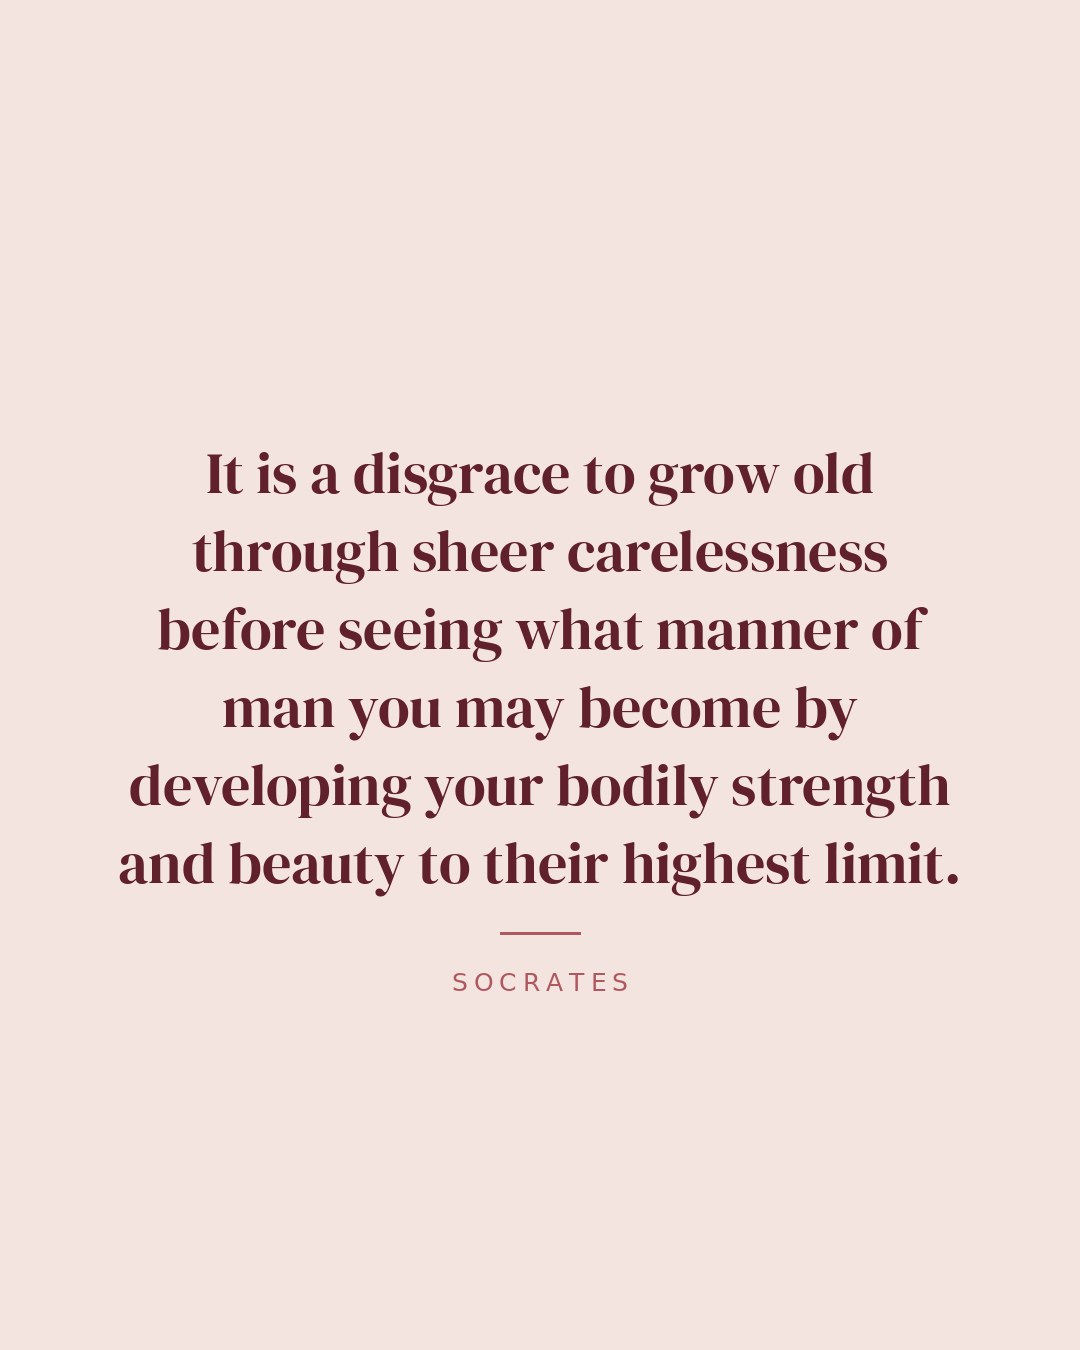 It is a disgrace to grow old
through sheer carelessness
before seeing what manner of
man you may become by
developing your bodily strength
and beauty to their highest limit.
SOCRATES